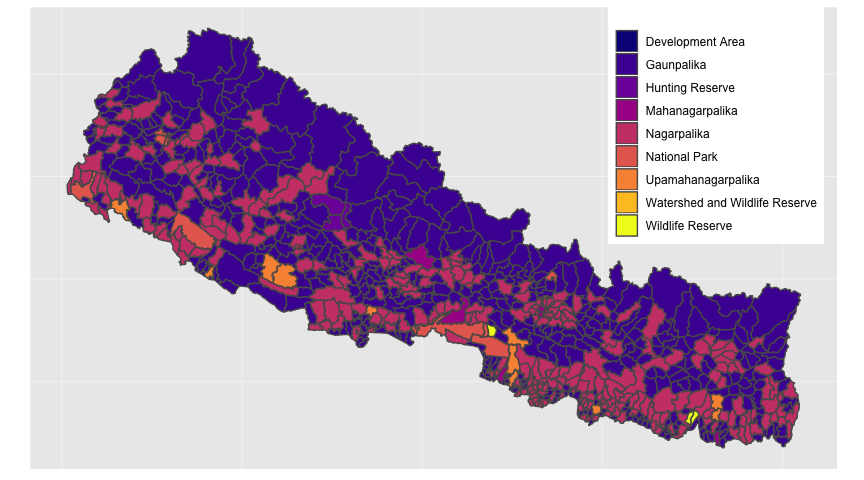 Development Area
Gaunpalika
Hunting Reserve
Mahanagarpalika
Nagarpalika
National Park
Upamahanagarpalika
Watershed and Wildlife Reserve
Wildlife Reserve